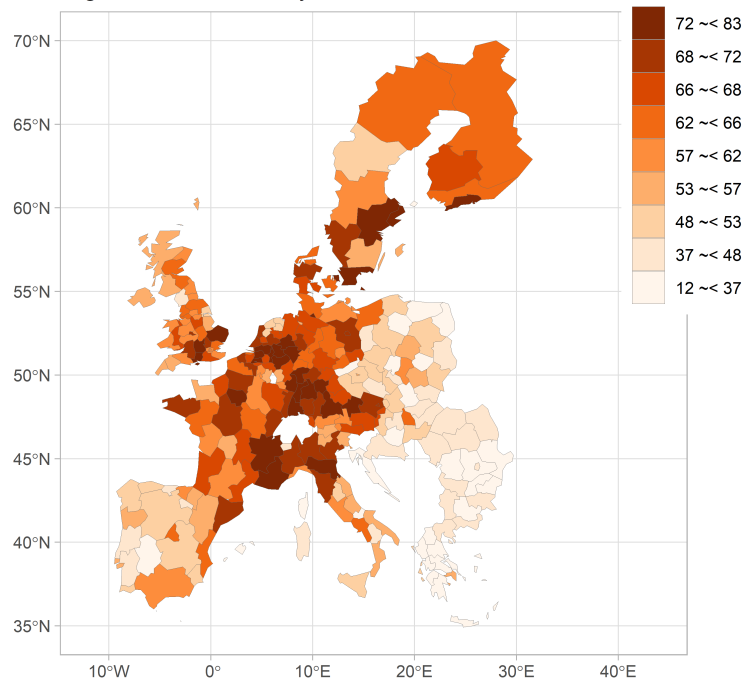 72 ~< 83
68 ~< 72
66 ~< 68
62 ~< 66
57 ~< 62
53 ~< 57
48 ~< 53
37 ~< 48
12 ~< 37
70°N
65°N
60°N
55°N
50°N
45°N
40°N
35°N
10°W 0° 10°E 20°E 30°E 40°E